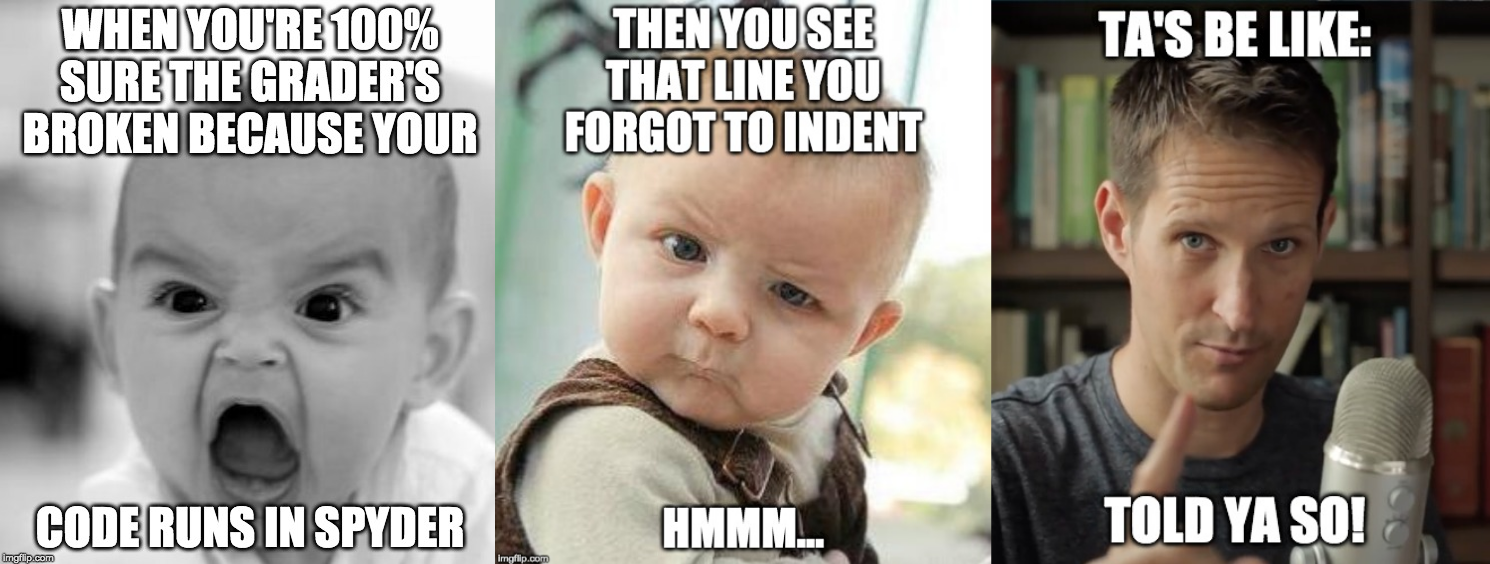 WHEN YOU'RE 100%
SURE THE GRADER'S
BROKEN BECAUSE YOUR
CODE RUNS IN SPYDER
imgflip.com
THEN YOU SEE
THAT LINE YOU
FORGOT TO INDENT
HMMM...
imgflip.com
TA'S BE LIKE:
TOLD YA SO!